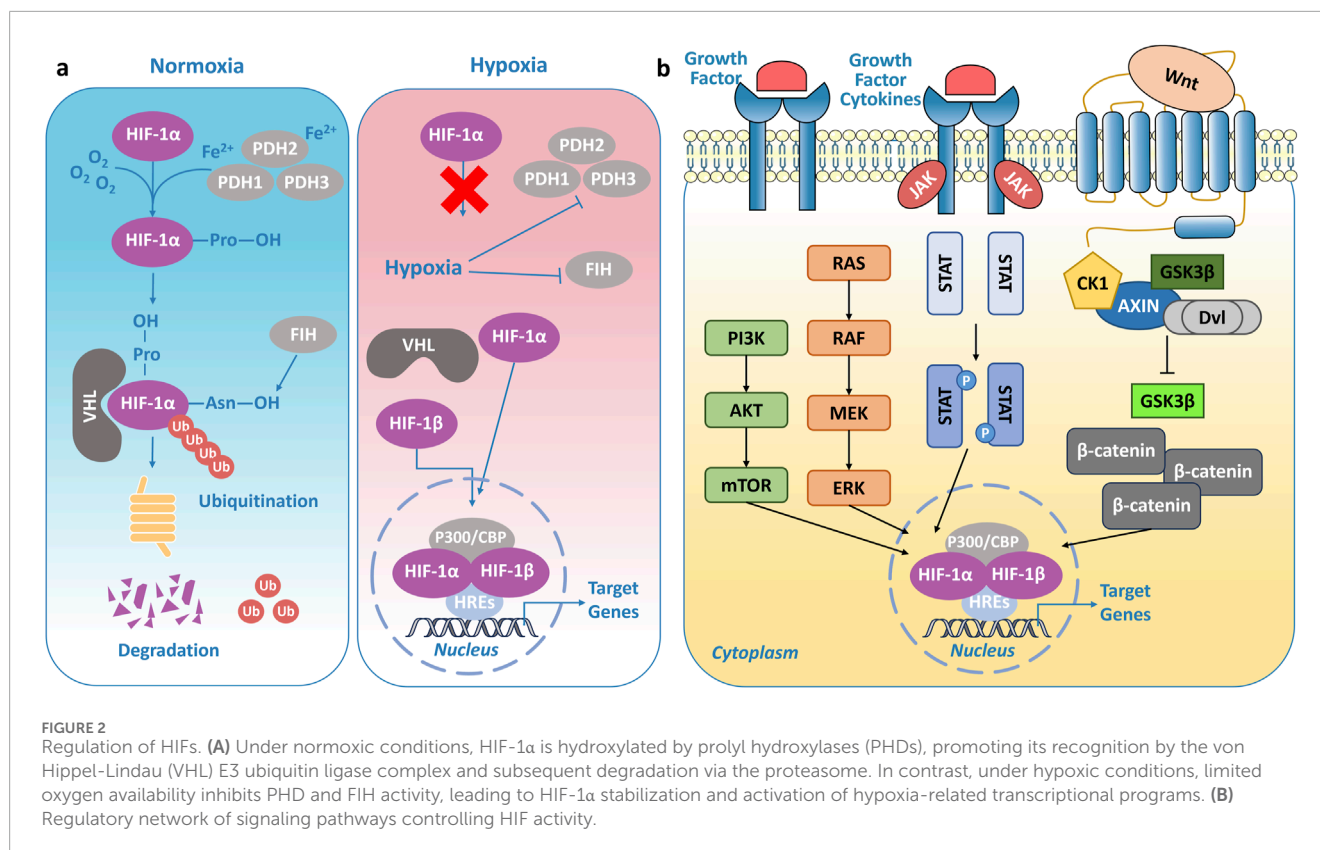 a
Normoxia
HIF-1α
Fe²⁺
O₂
O₂ O₂
Fe²⁺
PDH2
PDH1
PDH3
HIF-1α
Pro
OH
OH
Pro
FIH
VHL
HIF-1α
Asn
OH
Ub
Ub
Ub
Ub
Ubiquitination
Ub
Ub
Ub
Degradation
Hypoxia
HIF-1α
PDH2
PDH1
PDH3
Hypoxia
FIH
VHL
HIF-1α
HIF-1β
P300/CBP
HIF-1α
HIF-1β
HREs
Target
Genes
Nucleus
b
Growth
Factor
Growth
Factor
Cytokines
Wnt
JAK
JAK
RAS
STAT
STAT
CK1
GSK3β
AXIN
Dvl
PI3K
RAF
AKT
MEK
STAT
P
P
STAT
GSK3β
mTOR
ERK
β-catenin
β-catenin
β-catenin
P300/CBP
HIF-1α
HIF-1β
HREs
Target
Genes
Cytoplasm
Nucleus
FIGURE 2
Regulation of HIFs. (A) Under normoxic conditions, HIF-1α is hydroxylated by prolyl hydroxylases (PHDs), promoting its recognition by the von
Hippel-Lindau (VHL) E3 ubiquitin ligase complex and subsequent degradation via the proteasome. In contrast, under hypoxic conditions, limited
oxygen availability inhibits PHD and FIH activity, leading to HIF-1α stabilization and activation of hypoxia-related transcriptional programs. (B)
Regulatory network of signaling pathways controlling HIF activity.